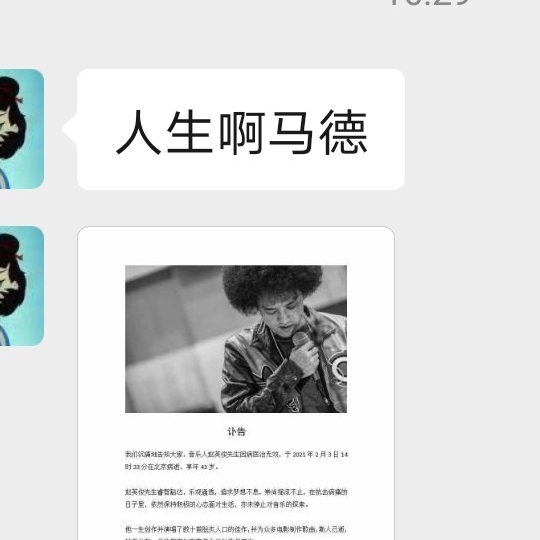 人生啊马德
讣告
我们沉痛地告知大家，音乐人赵英俊先生因病医治无效，于 2021 年 2 月 3 日 14
时 33 分在北京病逝，享年 43 岁。
赵英俊先生睿智豁达，乐观通透，追求梦想不息，崇尚摇滚不止，在抗击病痛的
日子里，依然保持积极的心态面对生活，亦未停止对音乐的探索。
他一生创作并演唱了数十首脍炙人口的佳作，并为众多电影制作歌曲，斯人已逝，